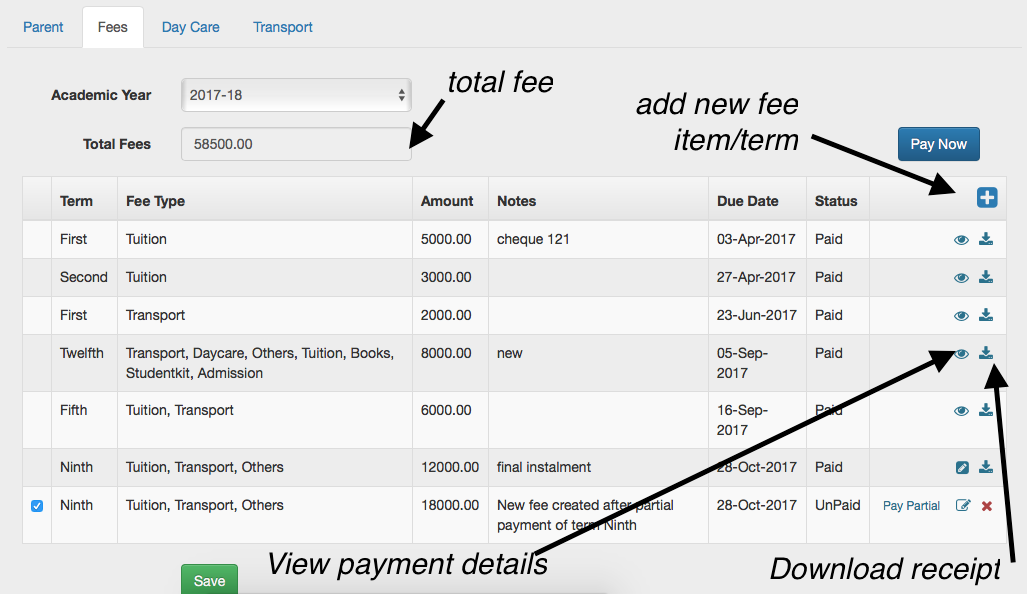 Parent Fees Day Care Transport
total fee
Academic Year 2017-18
add new fee
item/term
Total Fees 58500.00 Pay Now
Term Fee Type Amount Notes Due Date Status
First Tuition 5000.00 cheque 121 03-Apr-2017 Paid
Second Tuition 3000.00 27-Apr-2017 Paid
First Transport 2000.00 23-Jun-2017 Paid
Twelfth Transport, Daycare, Others, Tuition, Books, 8000.00 new 05-Sep- Paid
Studentkit, Admission 2017
Fifth Tuition, Transport 6000.00 16-Sep- Paid
2017
Ninth Tuition, Transport, Others 12000.00 final instalment 28-Oct-2017 Paid
Ninth Tuition, Transport, Others 18000.00 New fee created after partial 28-Oct-2017 UnPaid Pay Partial
payment of term Ninth
View payment details
Download receipt
Save